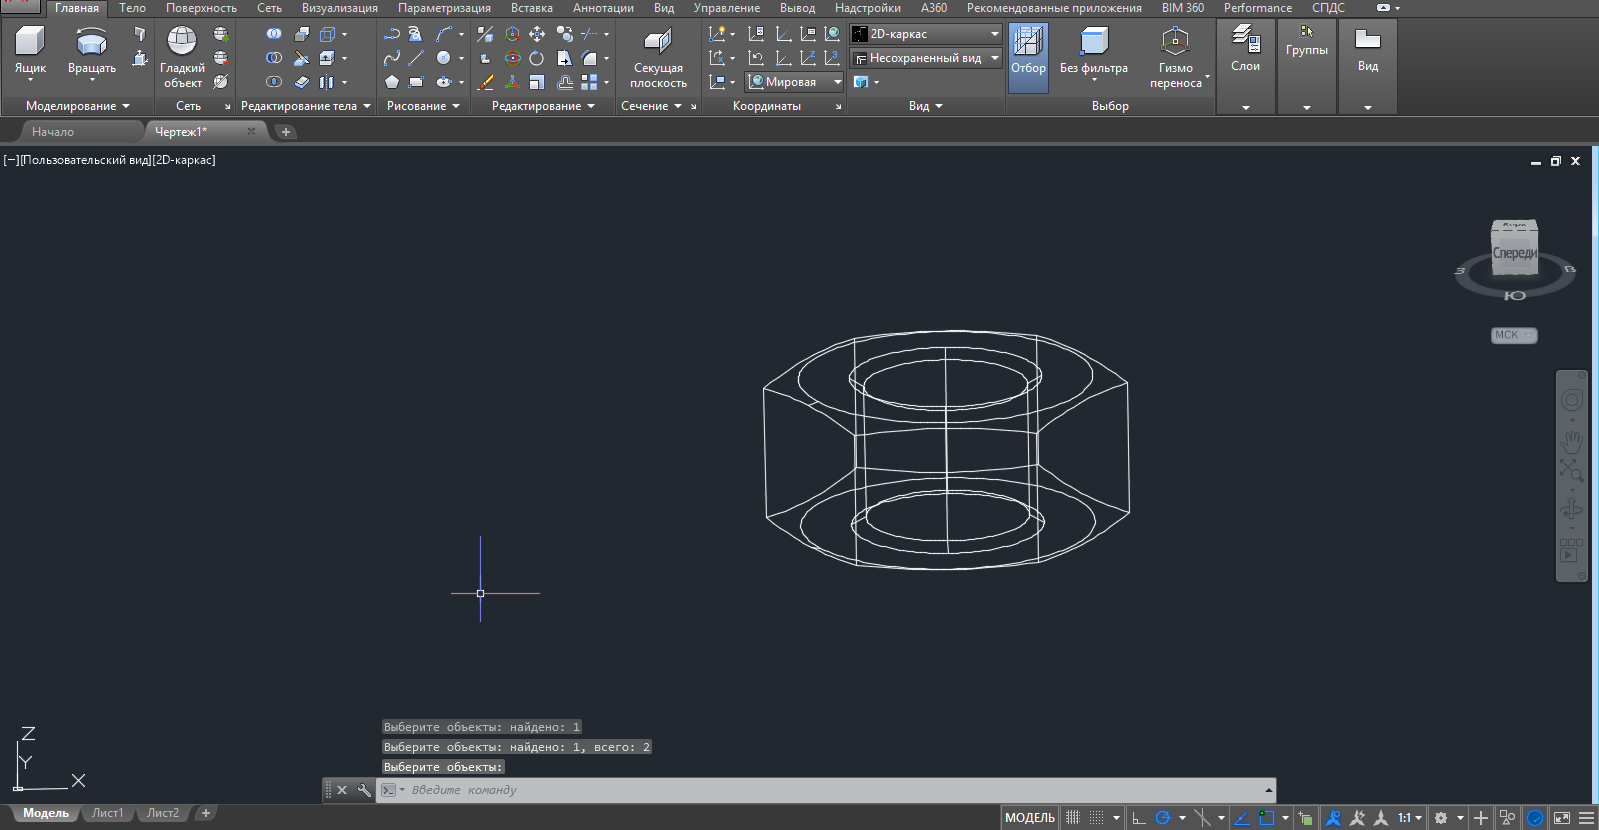 Главная Тело Поверхность Сеть Визуализация Параметризация Вставка Аннотации Вид Управление Вывод Надстройки A360 Рекомендованные приложения BIM 360 Performance СПДС
Ящик Вращать Гладкий объект Секущая плоскость
2D-каркас
Несохраненный вид
Мировая
Отбор Без фильтра Гизмо переноса Слои Группы Вид
Моделирование Сеть Редактирование тела Рисование Редактирование Сечение Координаты Вид Выбор
Начало Чертеж1*
[−][Пользовательский вид][2D-каркас]
Спереди
З В
Ю
МСК
Z
Y
X
Выберите объекты: найдено: 1
Выберите объекты: найдено: 1, всего: 2
Выберите объекты:
Введите команду
Модель Лист1 Лист2 МОДЕЛЬ 1:1